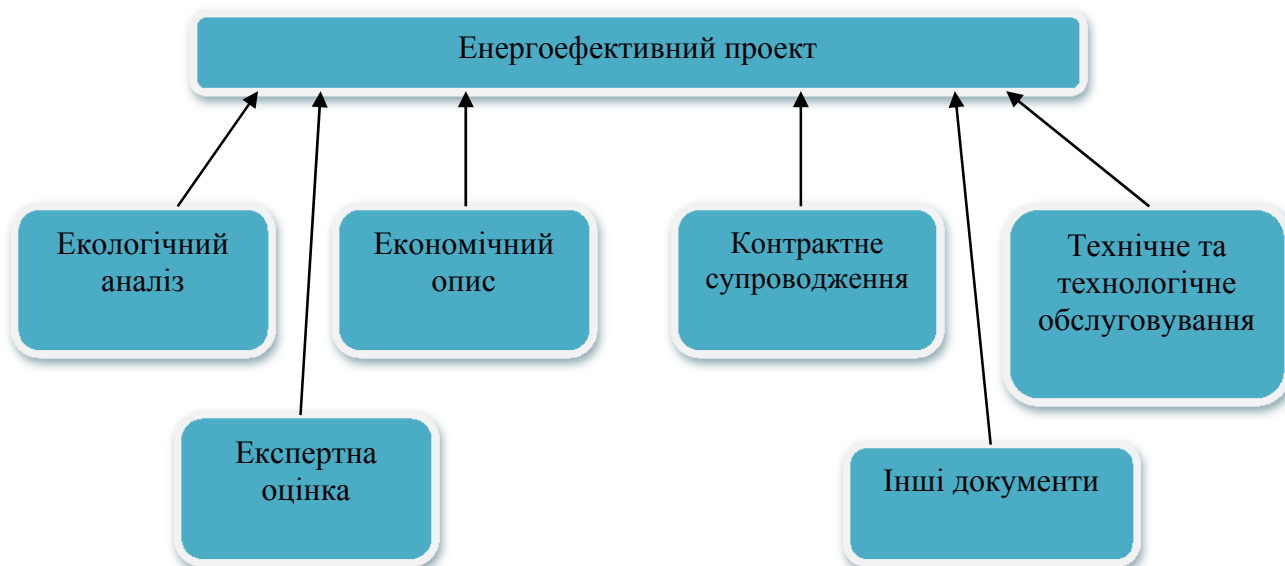 Енергоефективний проект
Екологічний
аналіз
Економічний
опис
Контрактне
супроводження
Технічне та
технологічне
обслуговування
Експертна
оцінка
Інші документи